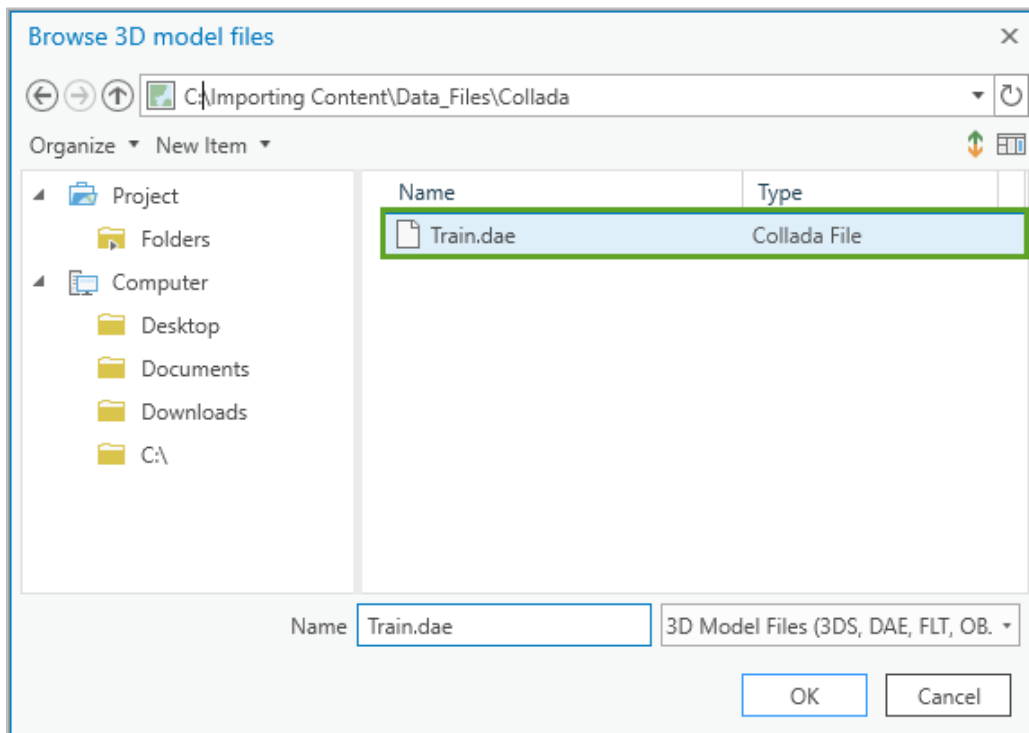 Browse 3D model files
C:\Importing Content\Data_Files\Collada
Organize New Item
Project
Folders
Computer
Desktop
Documents
Downloads
C:\
Name Type
Train.dae Collada File
Name Train.dae 3D Model Files (3DS, DAE, FLT, OB.
OK Cancel